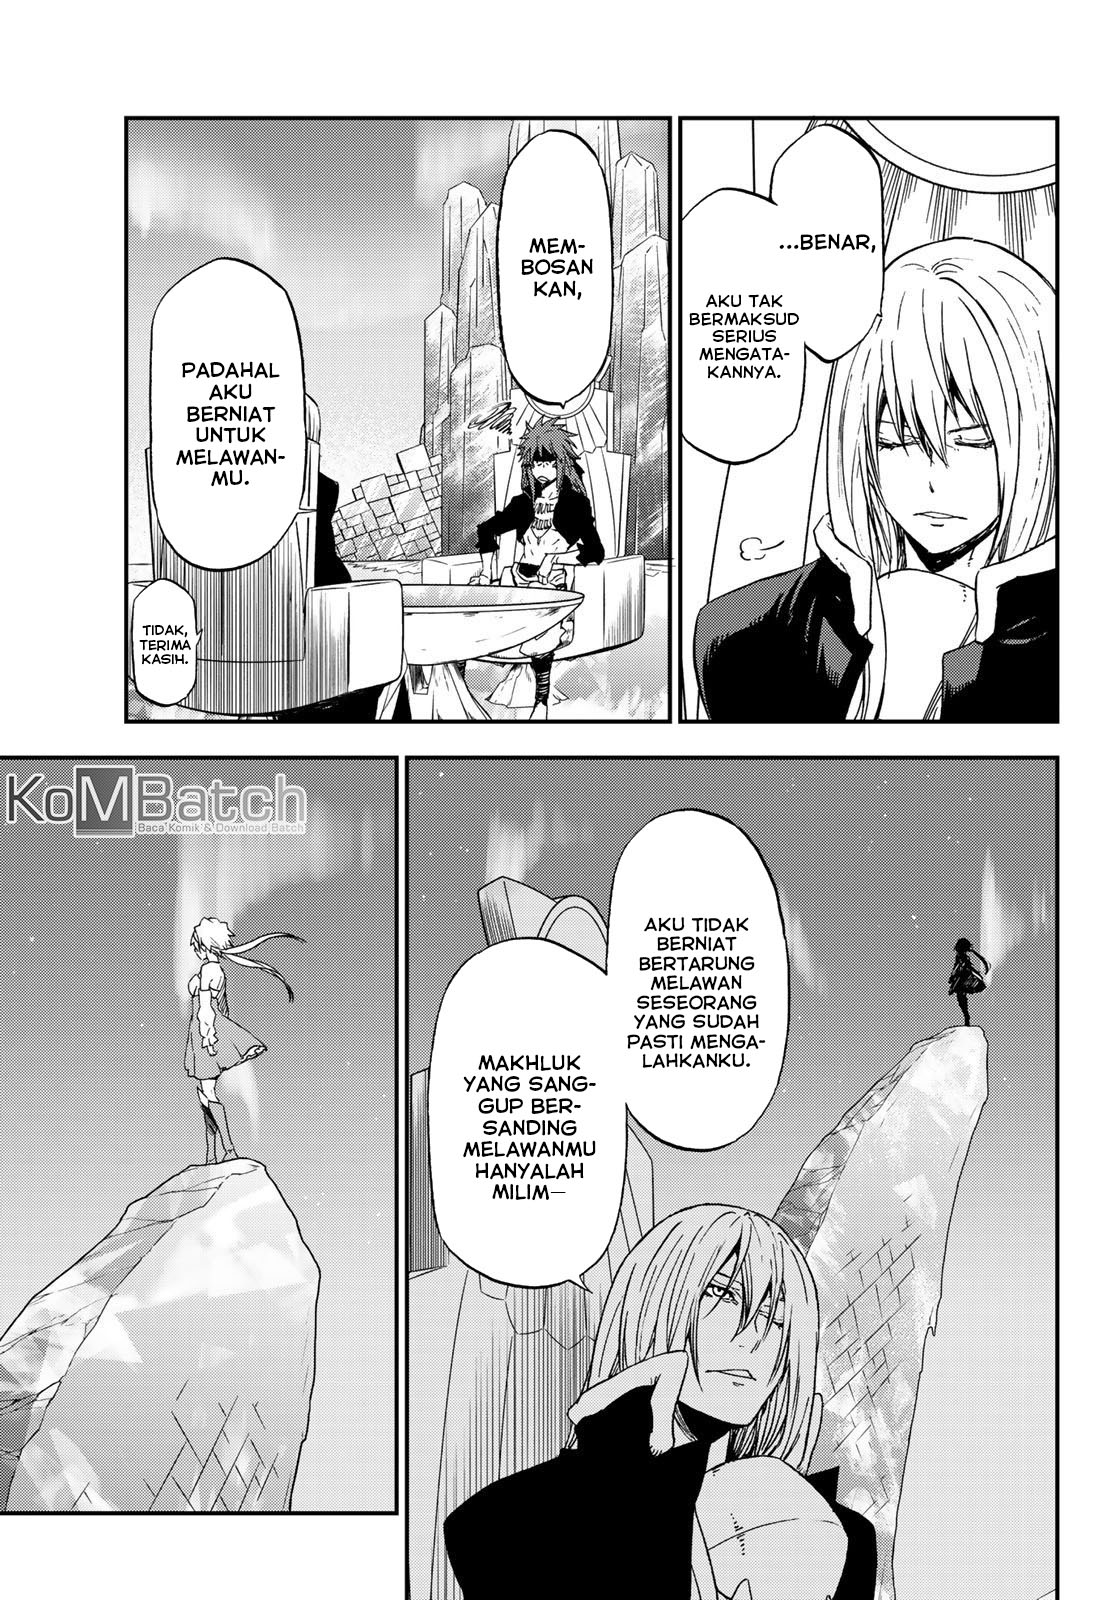 ...BENAR,
AKU TAK
BERMAKSUD
SERIUS
MENGATA-
KANNYA.
MEM-
BOSAN
KAN,
PADAHAL
AKU
BERNIAT
UNTUK
MELAWAN-
MU.
TIDAK,
TERIMA
KASIH.
KoMBatch
Baca Komik & Download Batch
AKU TIDAK
BERNIAT
BERTARUNG
MELAWAN
SESEORANG
YANG SUDAH
PASTI MENGA-
LAHKANKU.
MAKHLUK
YANG SANG-
GUP BER-
SANDING
MELAWANMU
HANYALAH
MILIM—